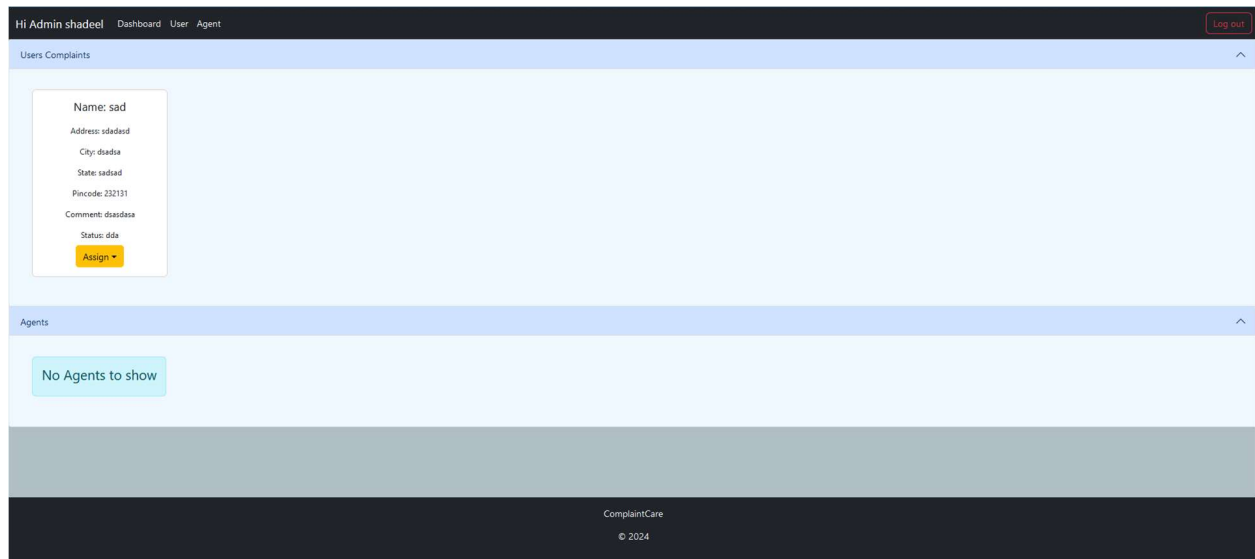 Hi Admin shadeel Dashboard User Agent Log out
Users Complaints
Name: sad
Address: sdadasd
City: dsadsa
State: sadsad
Pincode: 232131
Comment: dsasdasa
Status: dda
Assign
Agents
No Agents to show
ComplaintCare
© 2024